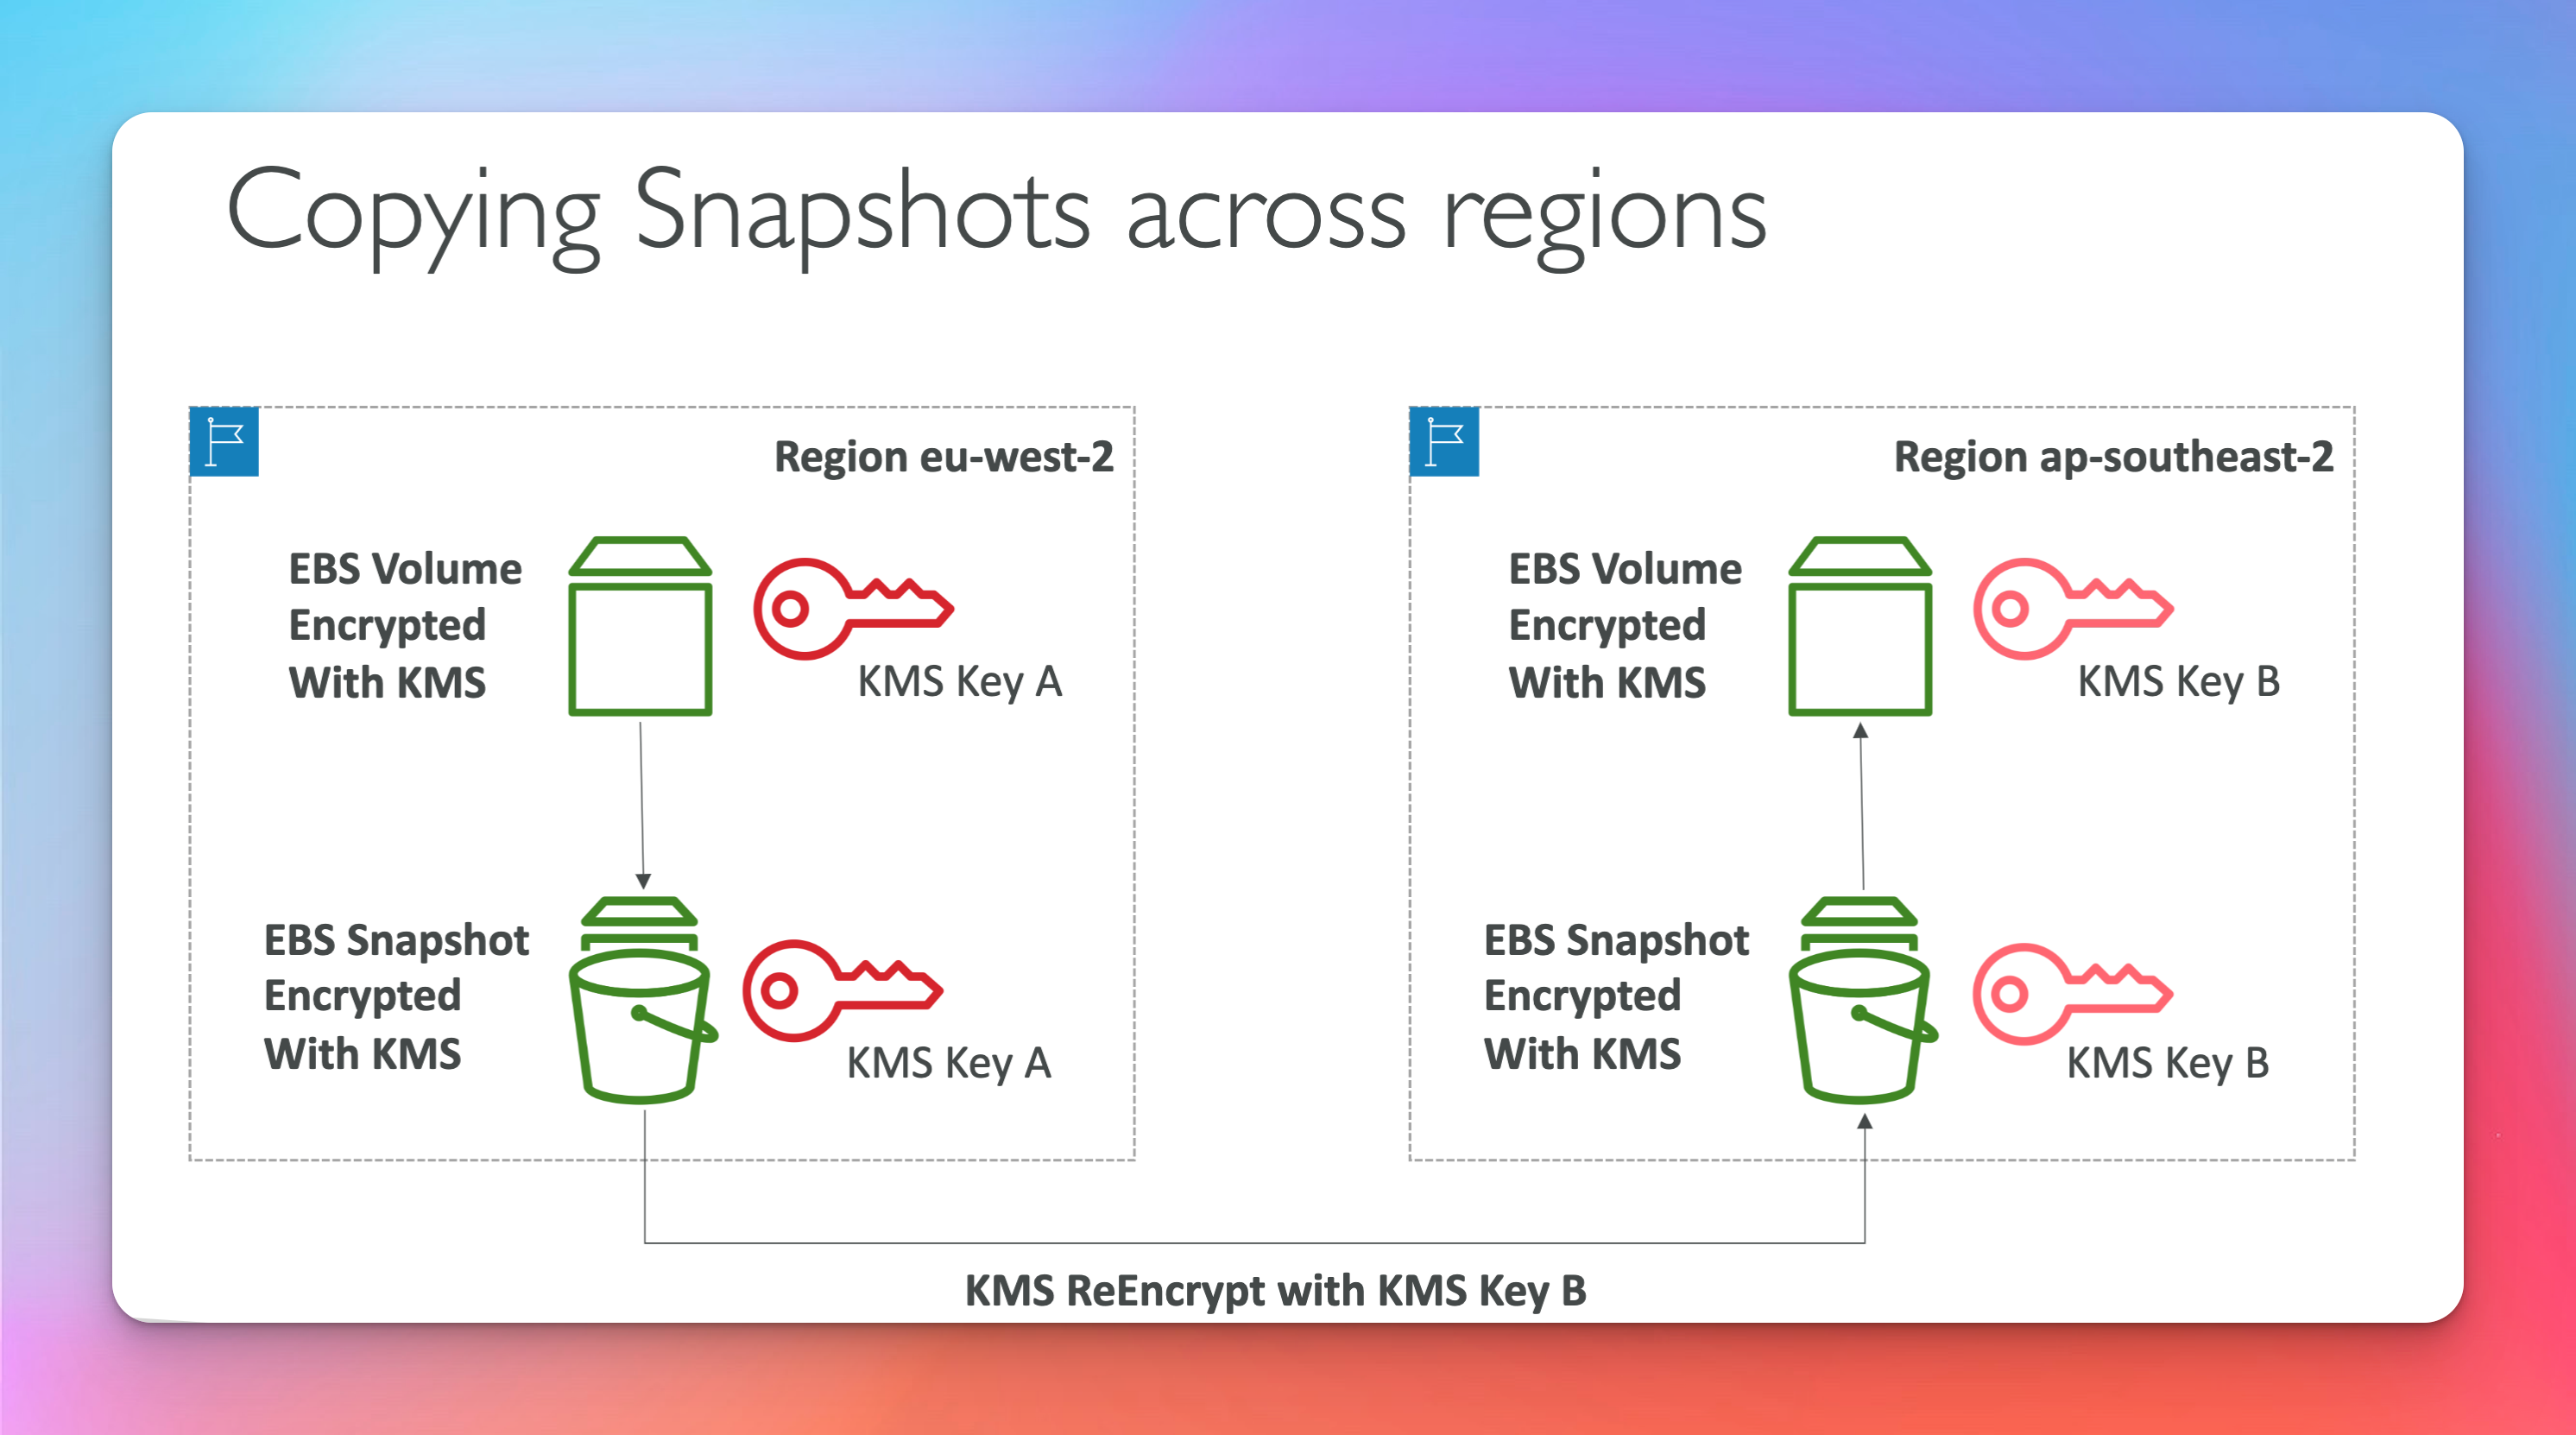 Copying Snapshots across regions
Region eu-west-2
EBS Volume
Encrypted
With KMS
KMS Key A
EBS Snapshot
Encrypted
With KMS
KMS Key A
Region ap-southeast-2
EBS Volume
Encrypted
With KMS
KMS Key B
EBS Snapshot
Encrypted
With KMS
KMS Key B
KMS ReEncrypt with KMS Key B